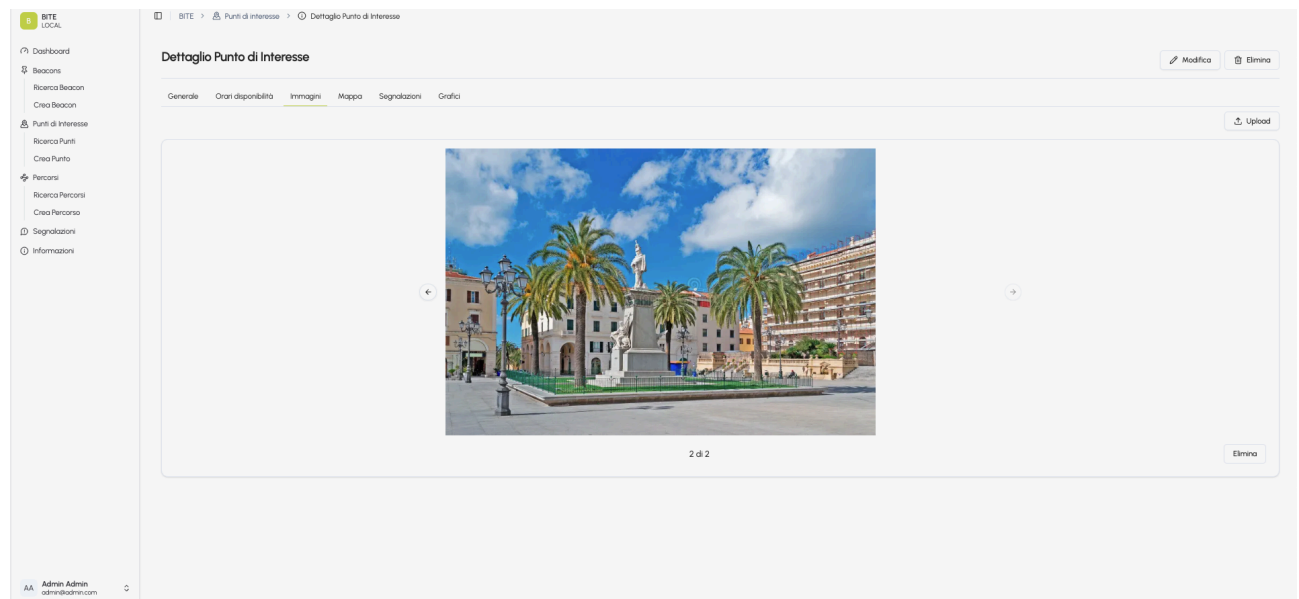 B
BITE
LOCAL
Dashboard
Beacons
Ricerca Beacon
Crea Beacon
Punti di Interesse
Ricerca Punti
Crea Punto
Percorsi
Ricerca Percorsi
Crea Percorso
Segnalazioni
Informazioni
AA
Admin Admin
admin@admin.com
BITE > Punti di interesse > Dettaglio Punto di Interesse
Dettaglio Punto di Interesse
Modifica Elimina
Generale Orari disponibilità Immagini Mappa Segnalazioni Grafici
Upload
2 di 2
Elimina